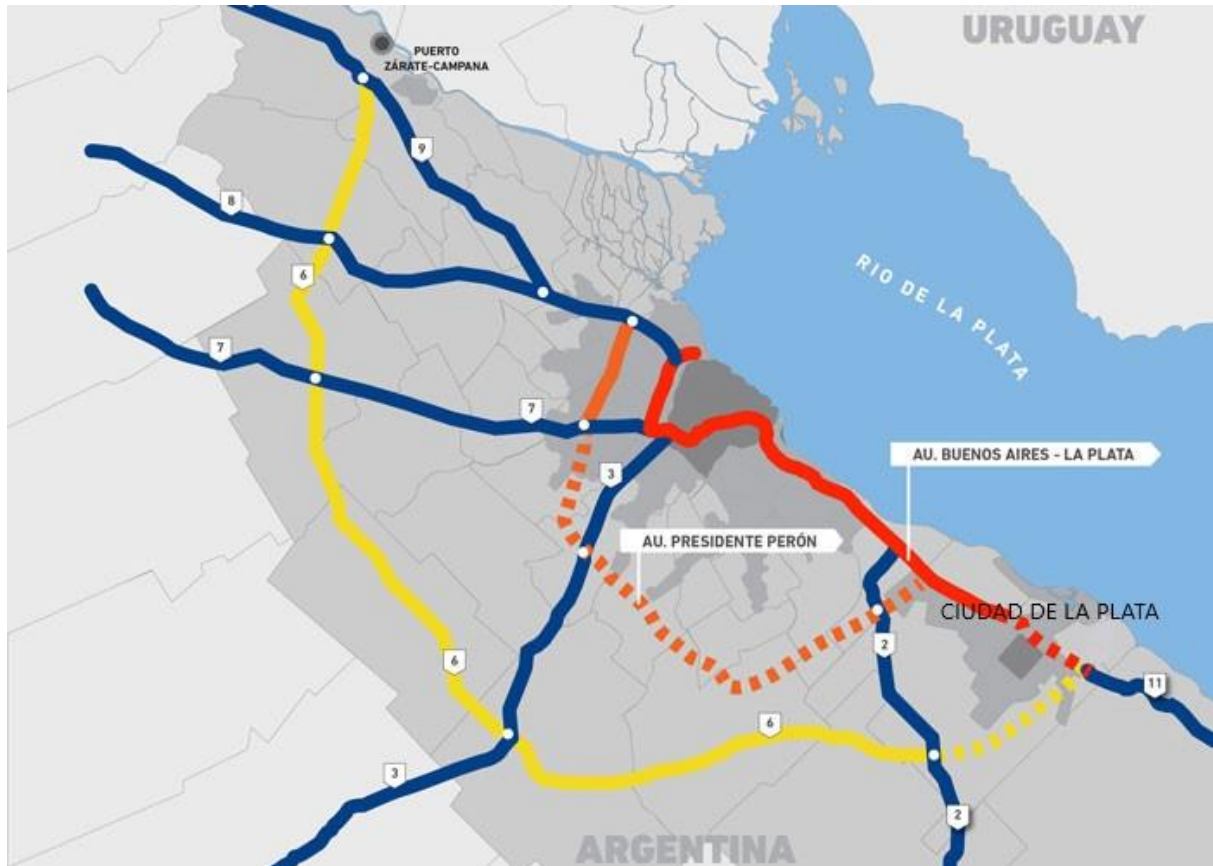 URUGUAY
PUERTO
ZÁRATE-CAMPANA
9
8
6
RIO DE LA PLATA
7
7
3
AU. BUENOS AIRES - LA PLATA
AU. PRESIDENTE PERÓN
CIUDAD DE LA PLATA
2
6
11
6
3
2
ARGENTINA